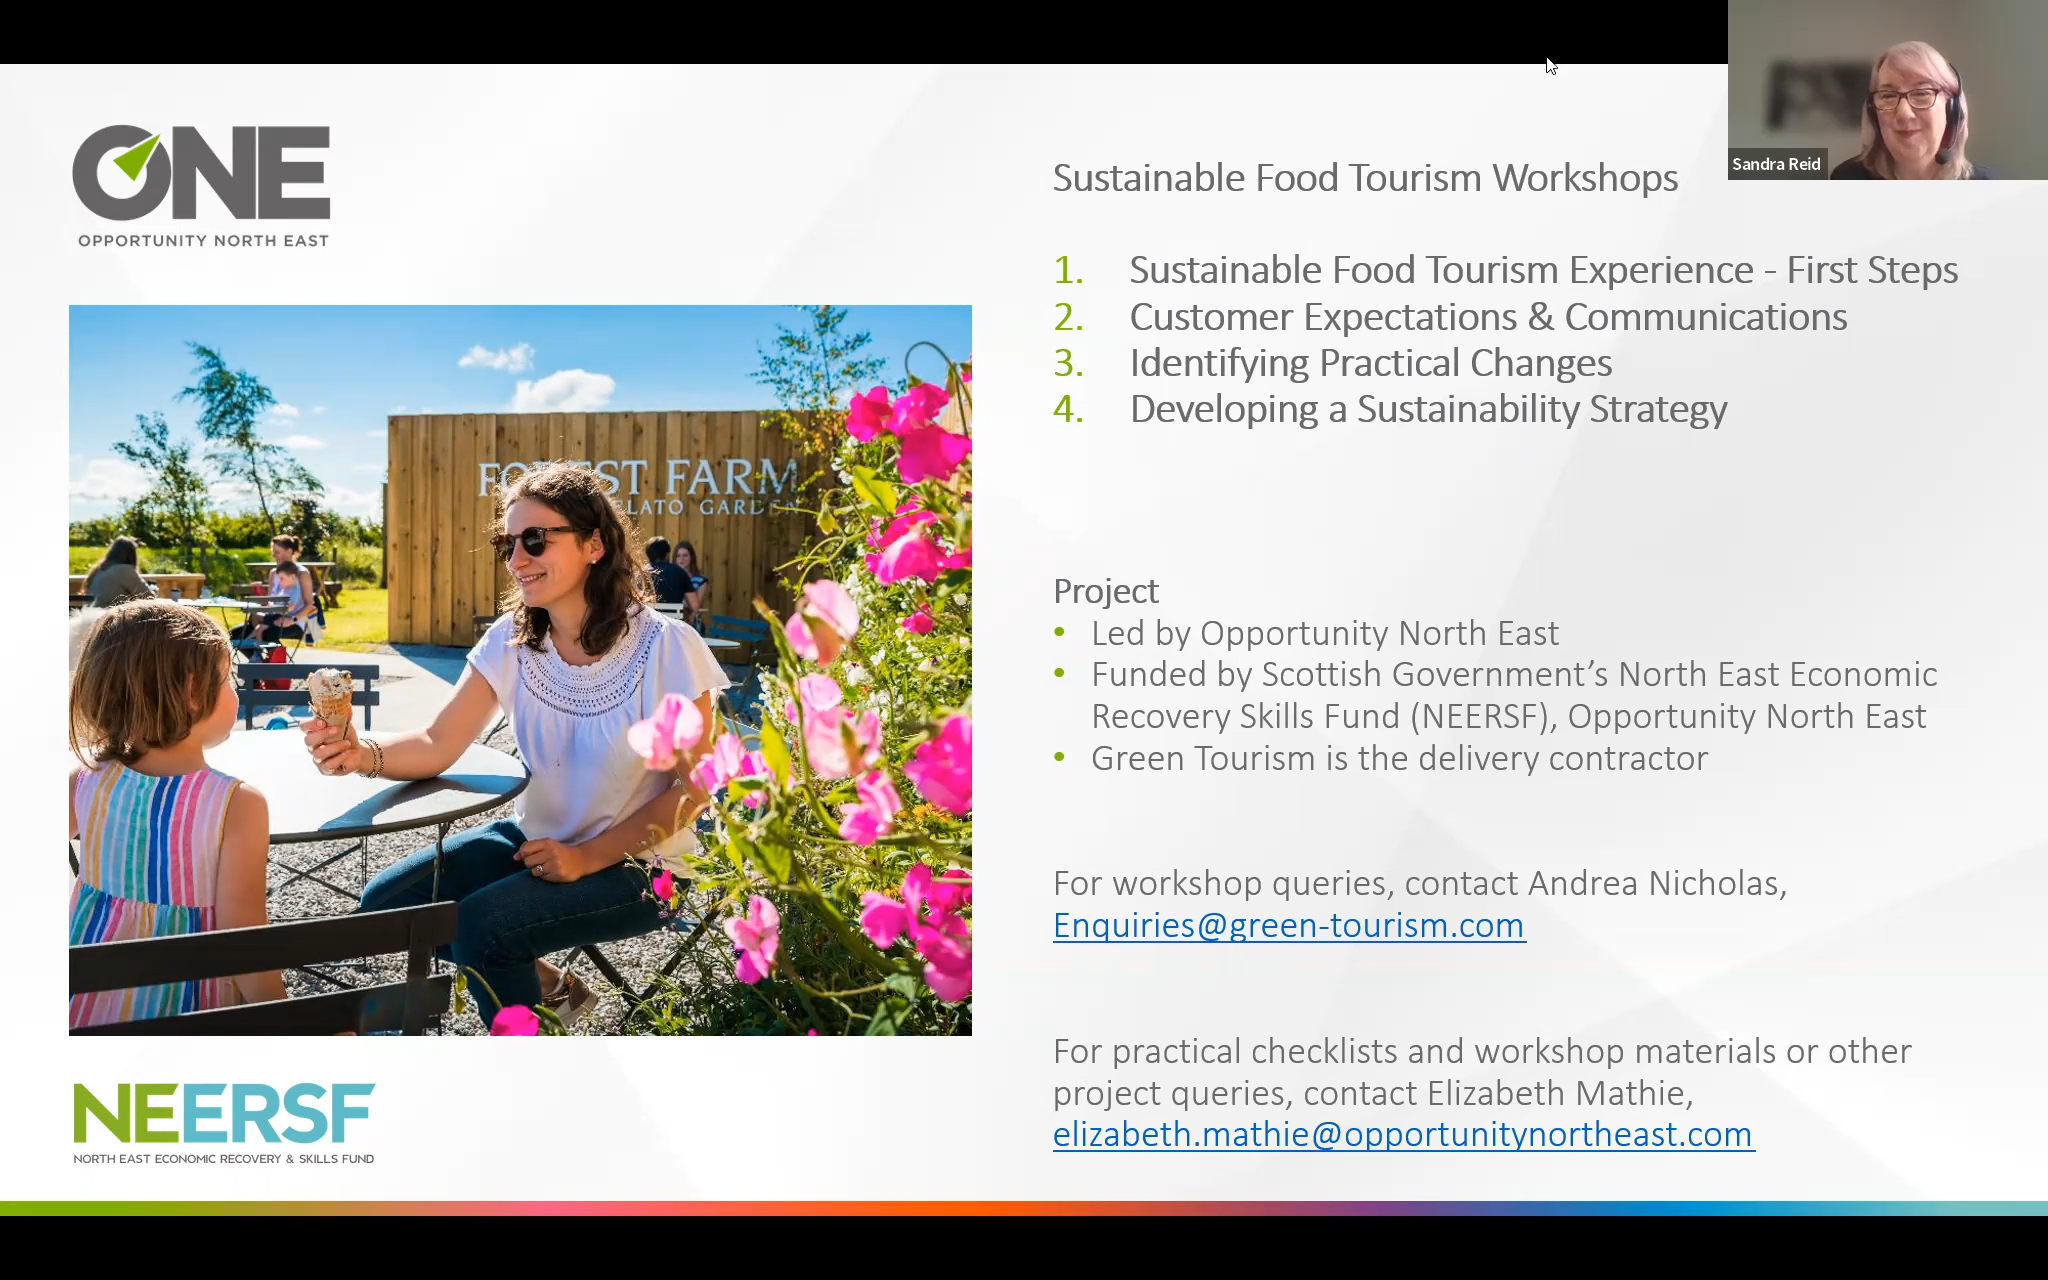 Sandra Reid
ONE
OPPORTUNITY NORTH EAST
Sustainable Food Tourism Workshops
1. Sustainable Food Tourism Experience - First Steps
2. Customer Expectations & Communications
3. Identifying Practical Changes
4. Developing a Sustainability Strategy
FOREST FARM
ELATO GARDEN
Project
• Led by Opportunity North East
• Funded by Scottish Government’s North East Economic
Recovery Skills Fund (NEERSF), Opportunity North East
• Green Tourism is the delivery contractor
For workshop queries, contact Andrea Nicholas,
Enquiries@green-tourism.com
For practical checklists and workshop materials or other
project queries, contact Elizabeth Mathie,
elizabeth.mathie@opportunitynortheast.com
NEERSF
NORTH EAST ECONOMIC RECOVERY & SKILLS FUND